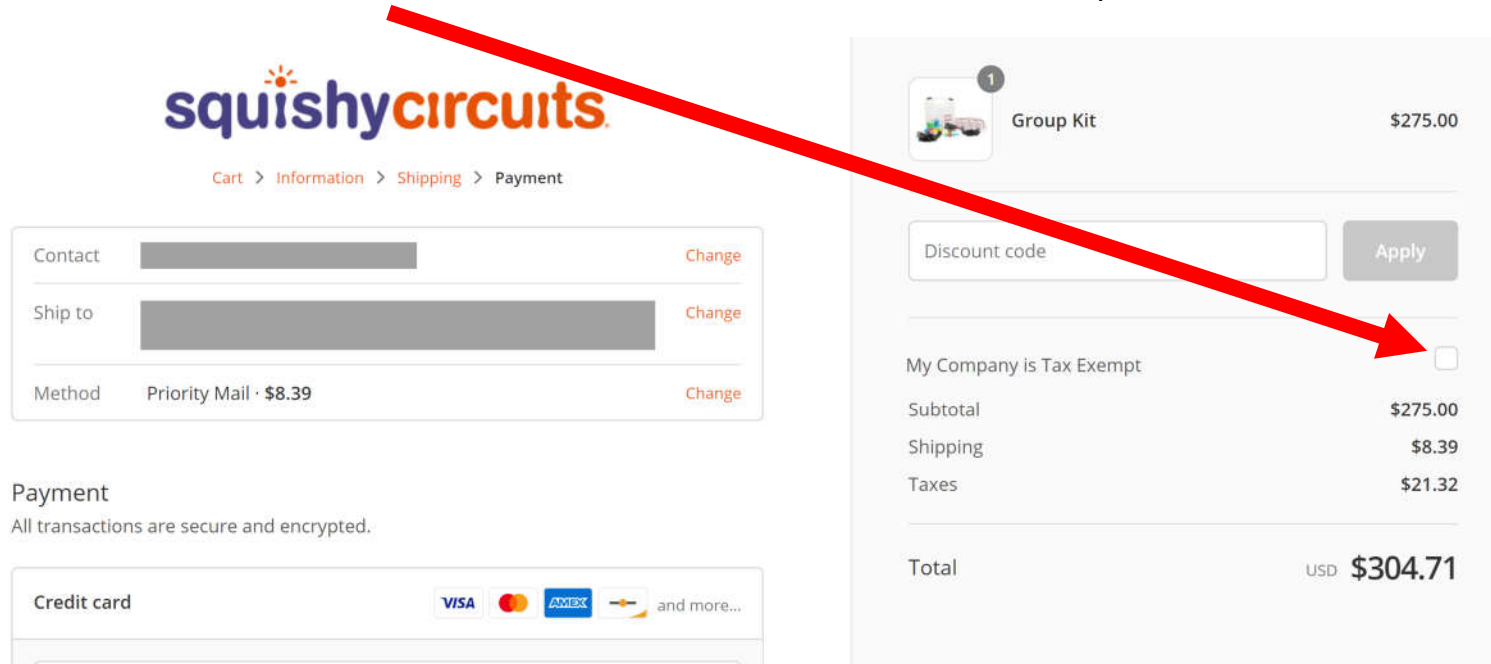 squishycircuits
Cart > Information > Shipping > Payment
Contact Change
Ship to Change
Method Priority Mail · $8.39 Change
Payment
All transactions are secure and encrypted.
Credit card VISA AMEX and more...
1
Group Kit $275.00
Discount code Apply
My Company is Tax Exempt
Subtotal $275.00
Shipping $8.39
Taxes $21.32
Total USD $304.71